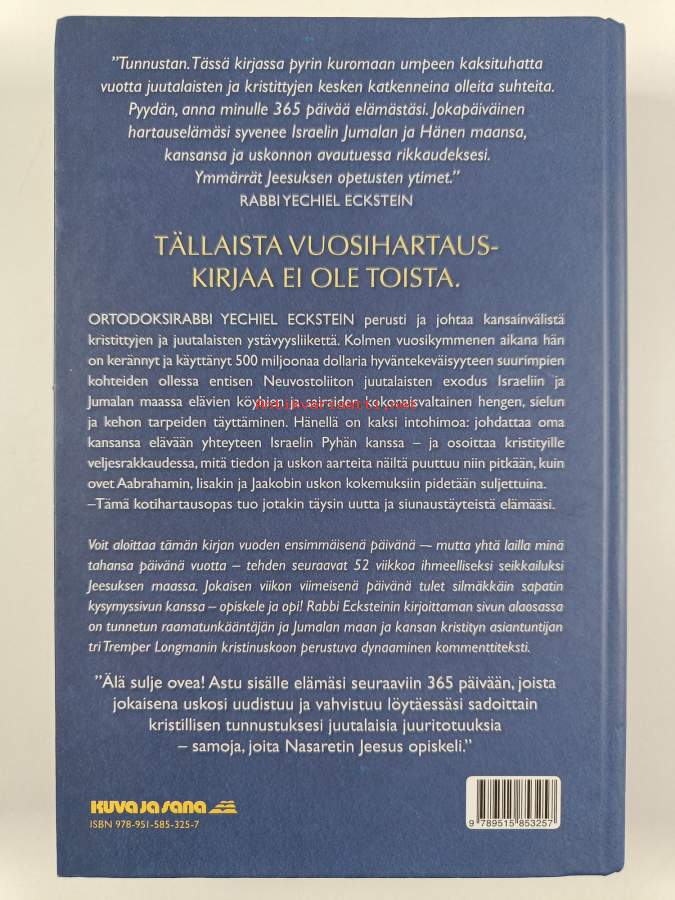 ”Tunnustan. Tässä kirjassa pyrin kuromaan umpeen kaksituhatta
vuotta juutalaisten ja kristittyjen kesken katkenneina olleita suhteita.
Pyydän, anna minulle 365 päivää elämästäsi. Jokapäiväinen
hartauselämäsi syvenee Israelin Jumalan ja Hänen maansa,
kansansa ja uskonnon avautuessa rikkaudeksesi.
Ymmärrät Jeesuksen opetusten ytimet.”
RABBI YECHIEL ECKSTEIN
TÄLLAISTA VUOSIHARTAUS-
KIRJAA EI OLE TOISTA.
ORTODOKSIRABBI YECHIEL ECKSTEIN perusti ja johtaa kansainvälistä
kristittyjen ja juutalaisten ystävyysliikettä. Kolmen vuosikymmenen aikana hän
on kerännyt ja käyttänyt 500 miljoonaa dollaria hyväntekeväisyyteen suurimpien
kohteiden ollessa entisen Neuvostoliiton juutalaisten exodus Israeliin ja
Jumalan maassa elävien köyhien ja sairaiden kokonaisvaltainen hengen, sielun
ja kehon tarpeiden täyttäminen. Hänellä on kaksi intohimoa: johdattaa oma
kansansa elävään yhteyteen Israelin Pyhän kanssa – ja osoittaa kristityille
veljesrakkaudessa, mitä tiedon ja uskon aarteita näiltä puuttuu niin pitkään, kuin
ovet Aabrahamin, Iisakin ja Jaakobin uskon kokemuksiin pidetään suljettuina.
–Tämä kotihartausopas tuo jotakin täysin uutta ja siunaustäyteistä elämääsi.
Voit aloittaa tämän kirjan vuoden ensimmäisenä päivänä –- mutta yhtä lailla minä
tahansa päivänä vuotta – tehden seuraavat 52 viikkoa ihmeelliseksi seikkailuksi
Jeesuksen maassa. Jokaisen viikon viimeisenä päivänä tulet silmäkkäin sapatin
kysymyssivun kanssa – opiskele ja opi! Rabbi Ecksteinin kirjoittaman sivun alaosassa
on tunnetun raamatunkääntäjän ja Jumalan maan ja kansan kristityn asiantuntijan
tri Tremper Longmanin kristinuskoon perustuva dynaaminen kommenttiteksti.
”Älä sulje ovea! Astu sisälle elämäsi seuraaviin 365 päivään, joista
jokaisena uskosi uudistuu ja vahvistuu löytäessäsi sadoittain
kristillisen tunnustuksesi juutalaisia juuritotuuksia
– samoja, joita Nasaretin Jeesus opiskeli.”
kuva ja sana
ISBN 978-951-585-325-7
9 789515 853257